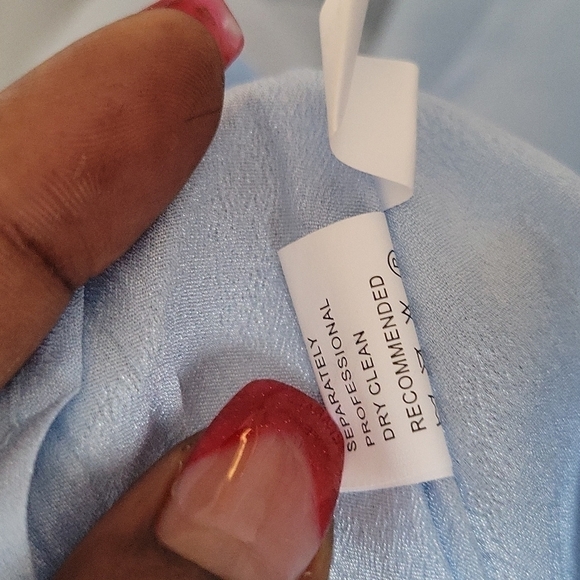 SEPARATELY
PROFESSIONAL
DRY CLEAN
RECOMMENDED